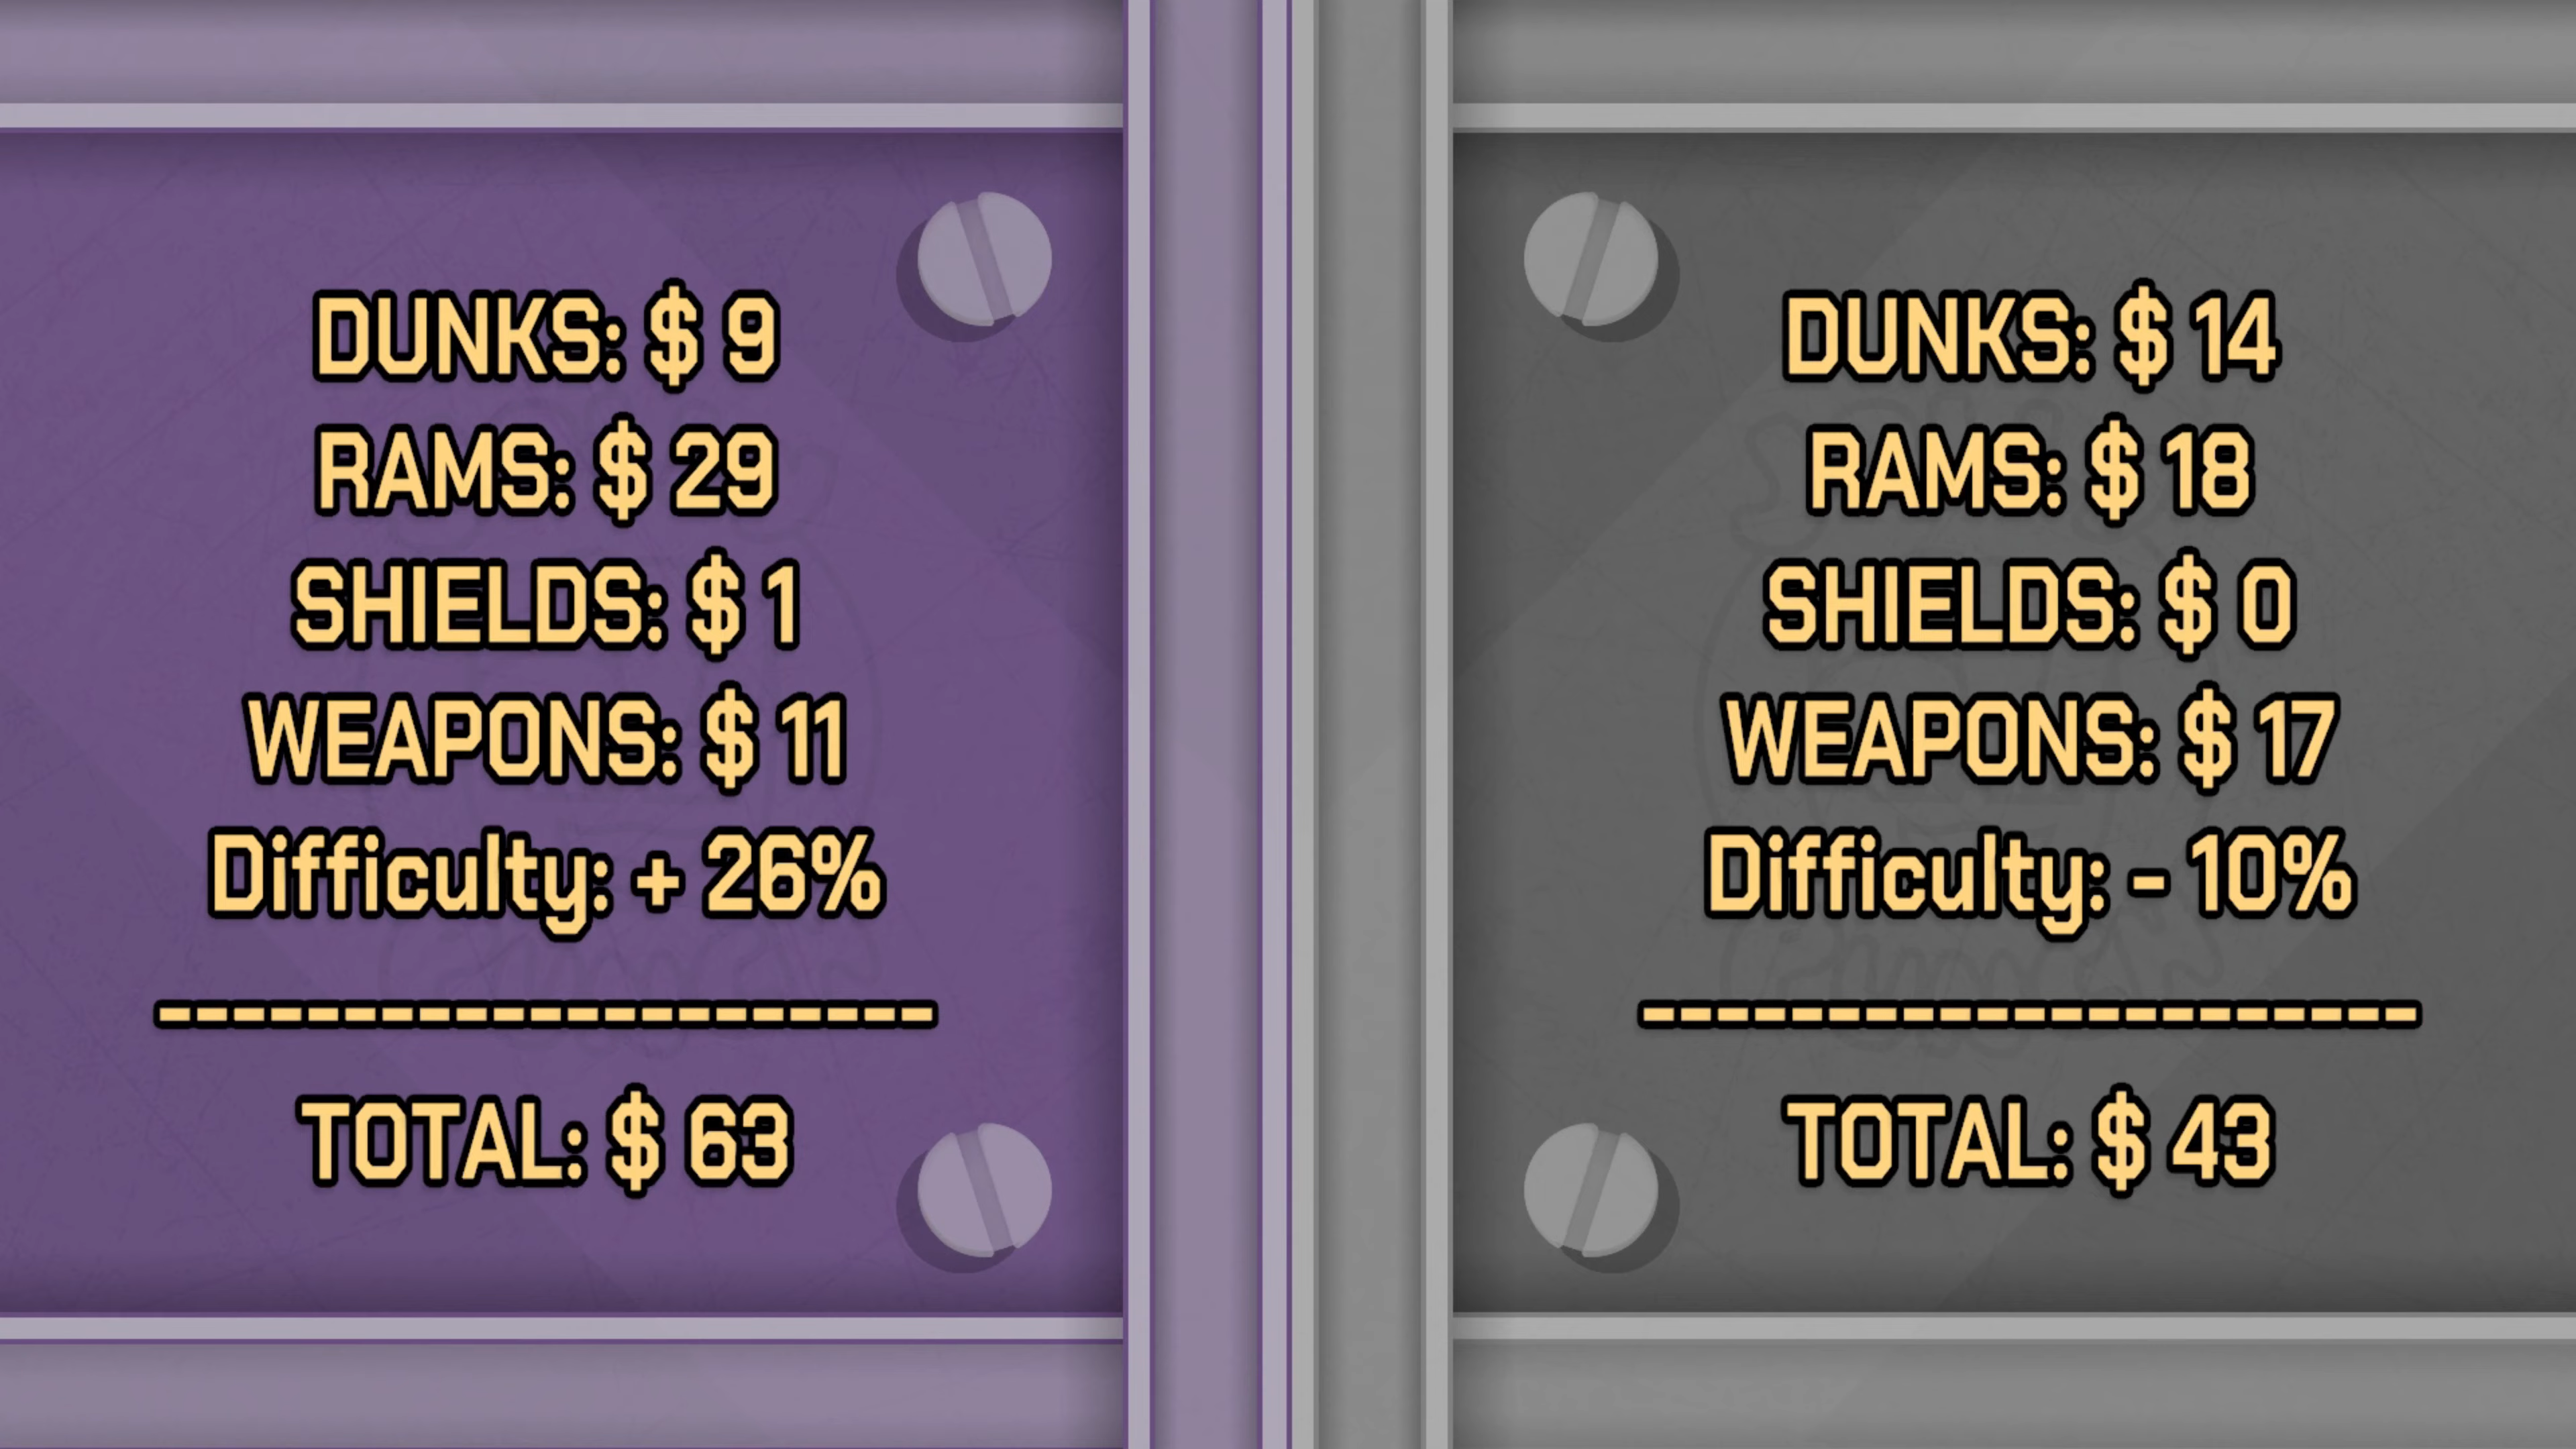 DUNKS: $ 9
RAMS: $ 29
SHIELDS: $ 1
WEAPONS: $ 11
Difficulty: + 26%
---------------------
TOTAL: $ 63
DUNKS: $ 14
RAMS: $ 18
SHIELDS: $ 0
WEAPONS: $ 17
Difficulty: - 10%
---------------------
TOTAL: $ 43